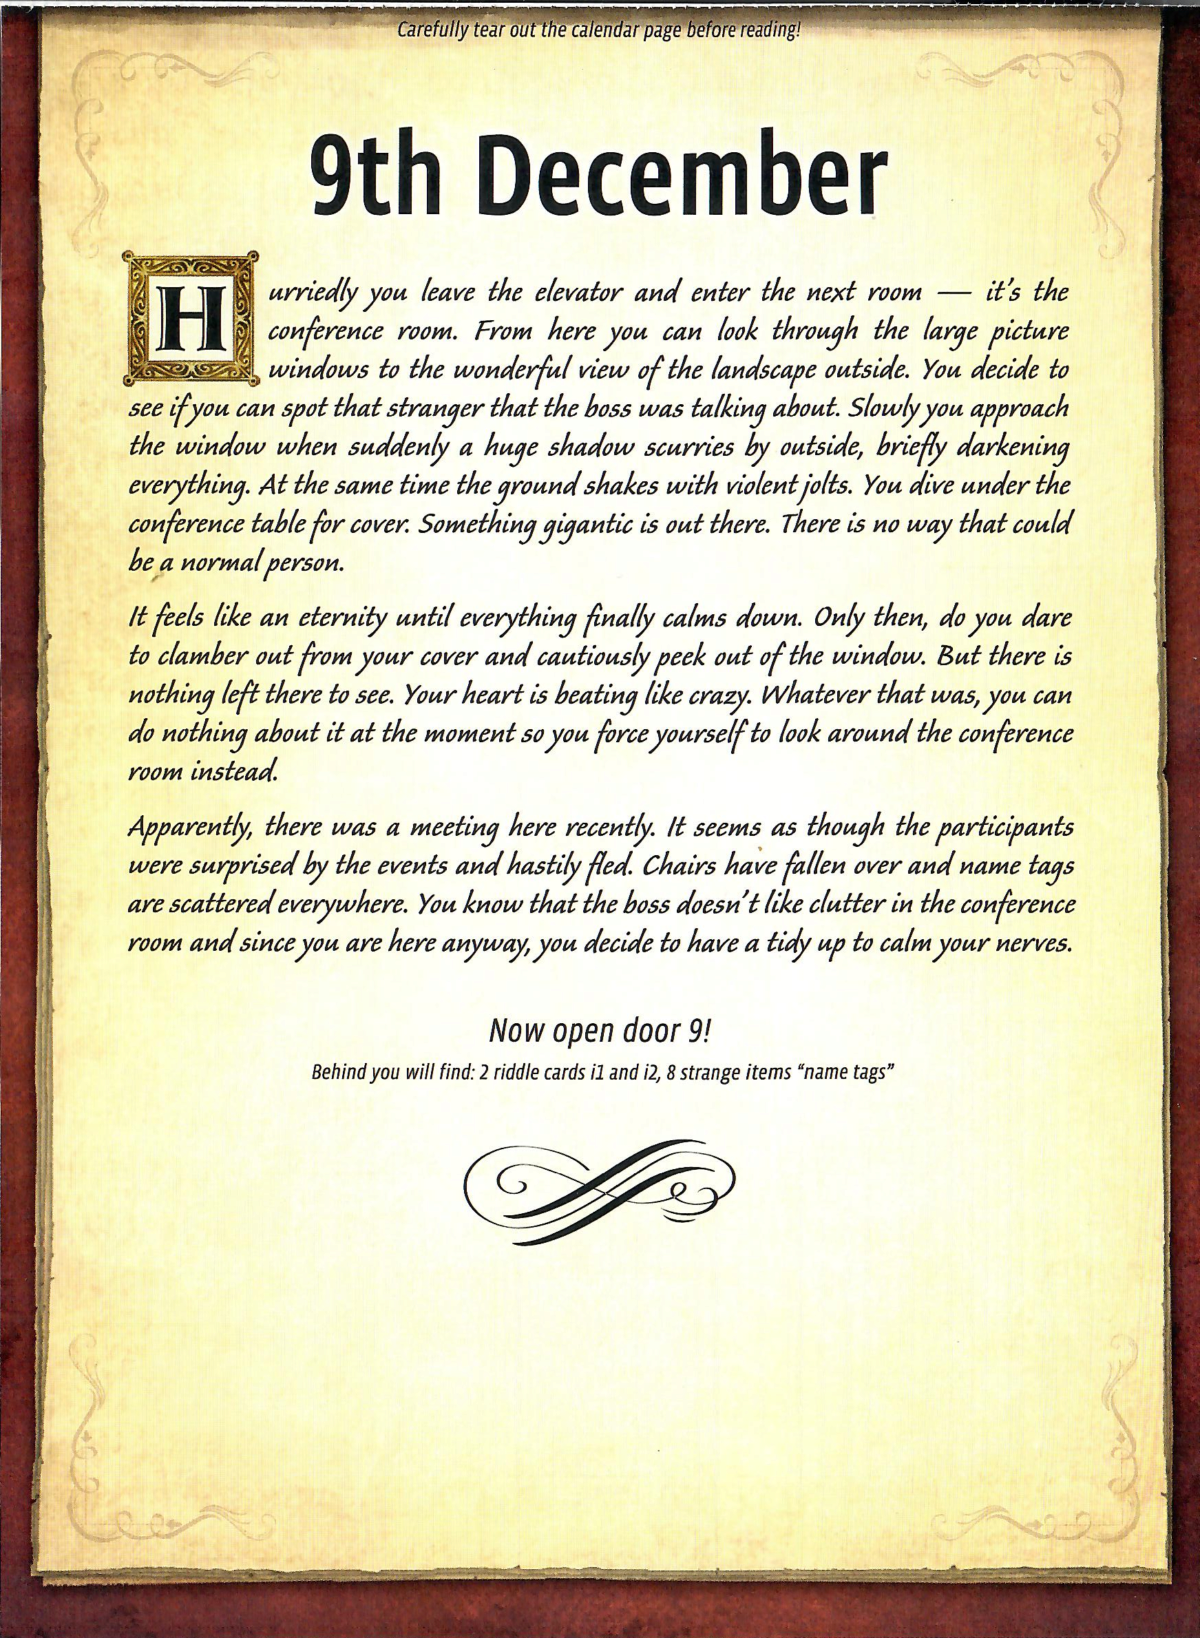 Carefully tear out the calendar page before reading!
9th December
Hurriedly you leave the elevator and enter the next room — it's the
conference room. From here you can look through the large picture
windows to the wonderful view of the landscape outside. You decide to
see if you can spot that stranger that the boss was talking about. Slowly you approach
the window when suddenly a huge shadow scurries by outside, briefly darkening
everything. At the same time the ground shakes with violent jolts. You dive under the
conference table for cover. Something gigantic is out there. There is no way that could
be a normal person.
It feels like an eternity until everything finally calms down. Only then, do you dare
to clamber out from your cover and cautiously peek out of the window. But there is
nothing left there to see. Your heart is beating like crazy. Whatever that was, you can
do nothing about it at the moment so you force yourself to look around the conference
room instead.
Apparently, there was a meeting here recently. It seems as though the participants
were surprised by the events and hastily fled. Chairs have fallen over and name tags
are scattered everywhere. You know that the boss doesn't like clutter in the conference
room and since you are here anyway, you decide to have a tidy up to calm your nerves.
Now open door 9!
Behind you will find: 2 riddle cards i1 and i2, 8 strange items “name tags”